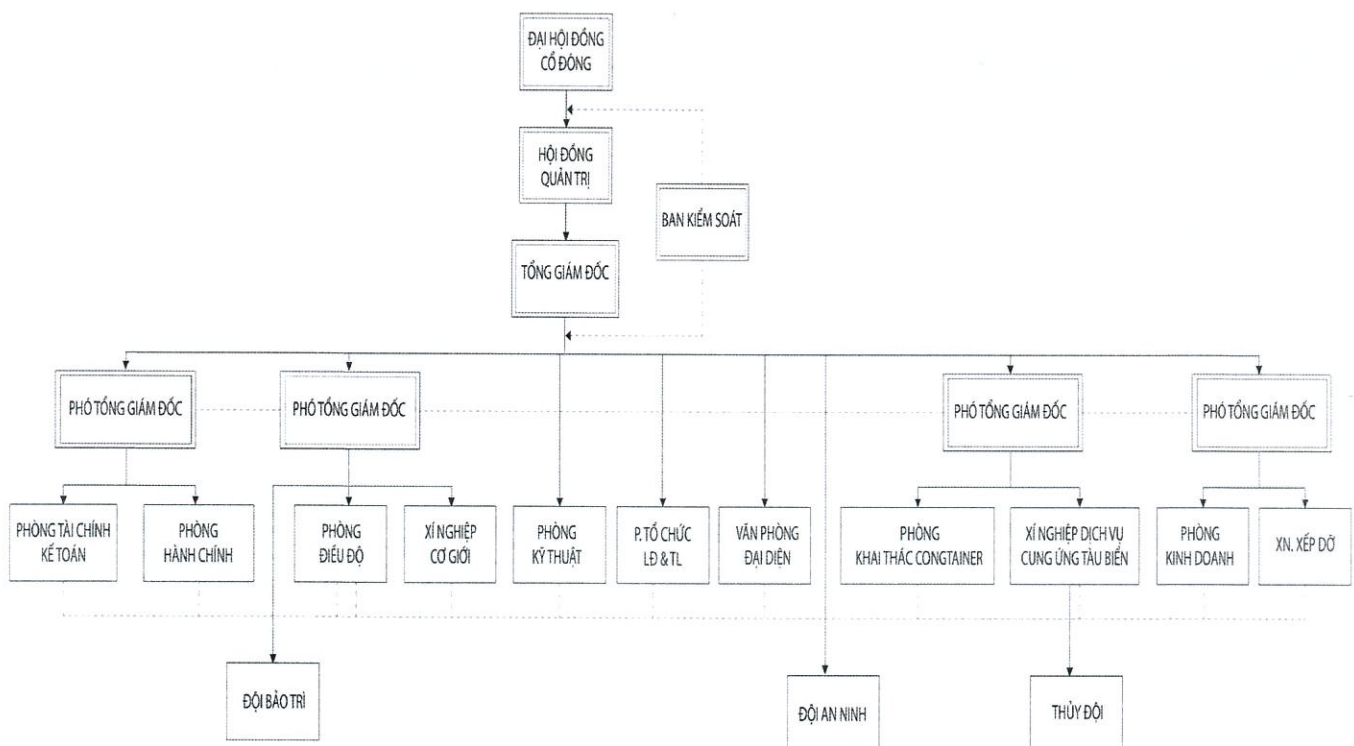 ĐẠI HỘI ĐỒNG
CỔ ĐÓNG
HỘI ĐỒNG
QUẢN TRỊ
BAN KIỂM SOÁT
TỔNG GIÁM ĐỐC
PHÓ TỔNG GIÁM ĐỐC
PHÓ TỔNG GIÁM ĐỐC
PHÓ TỔNG GIÁM ĐỐC
PHÓ TỔNG GIÁM ĐỐC
PHÒNG TÀI CHÍNH
KẾ TOÁN
PHÒNG
HÀNH CHÍNH
PHÒNG
ĐIỀU ĐỘ
XÍ NGHIỆP
CƠ GIỚI
PHÒNG
KỸ THUẬT
P. TỔ CHỨC
LĐ & TL
VĂN PHÒNG
ĐẠI DIỆN
PHÒNG
KHAI THÁC CONGTAINER
XÍ NGHIỆP DỊCH VỤ
CUNG ỨNG TÀU BIỂN
PHÒNG
KINH DOANH
XN. XẾP DỠ
ĐỘI BẢO TRÌ
ĐỘI AN NINH
THỦY ĐỘI